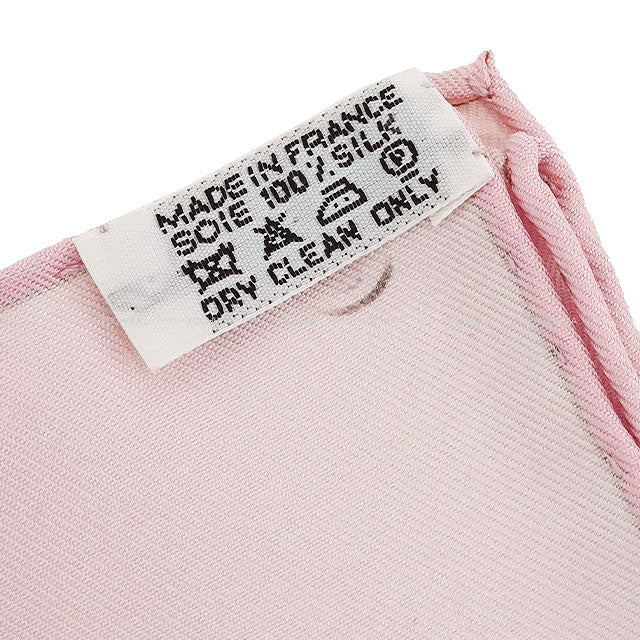 MADE IN FRANCE
SOIE 100% SILK
DRY CLEAN ONLY